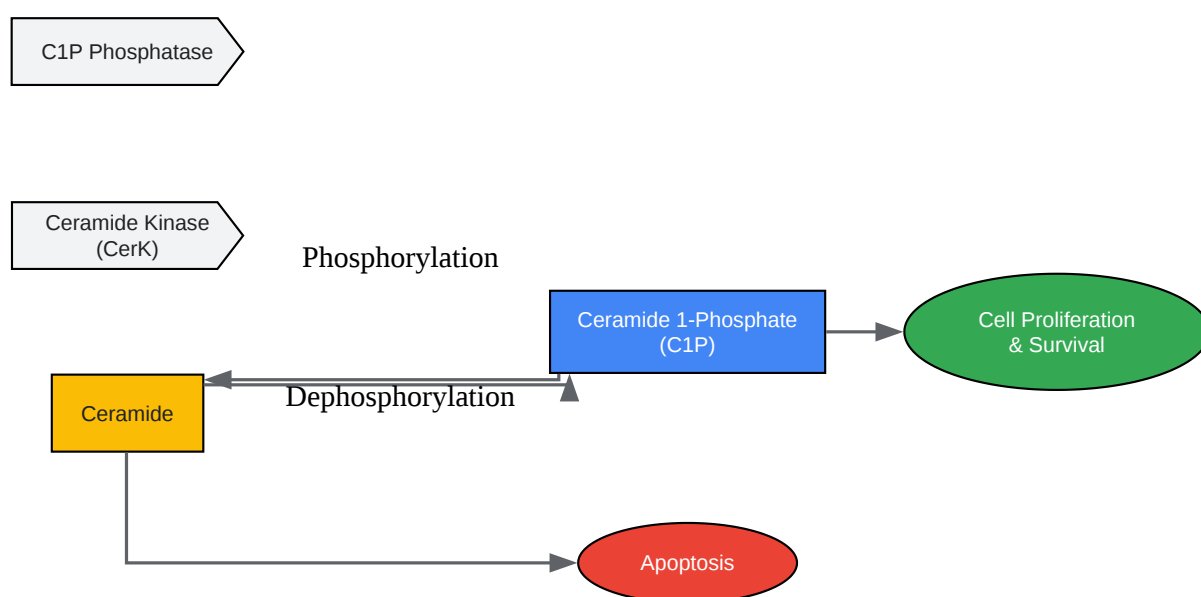 C1P Phosphatase
Ceramide Kinase
(CerK)
Phosphorylation
Ceramide 1-Phosphate
(C1P)
Cell Proliferation
& Survival
Dephosphorylation
Ceramide
Apoptosis